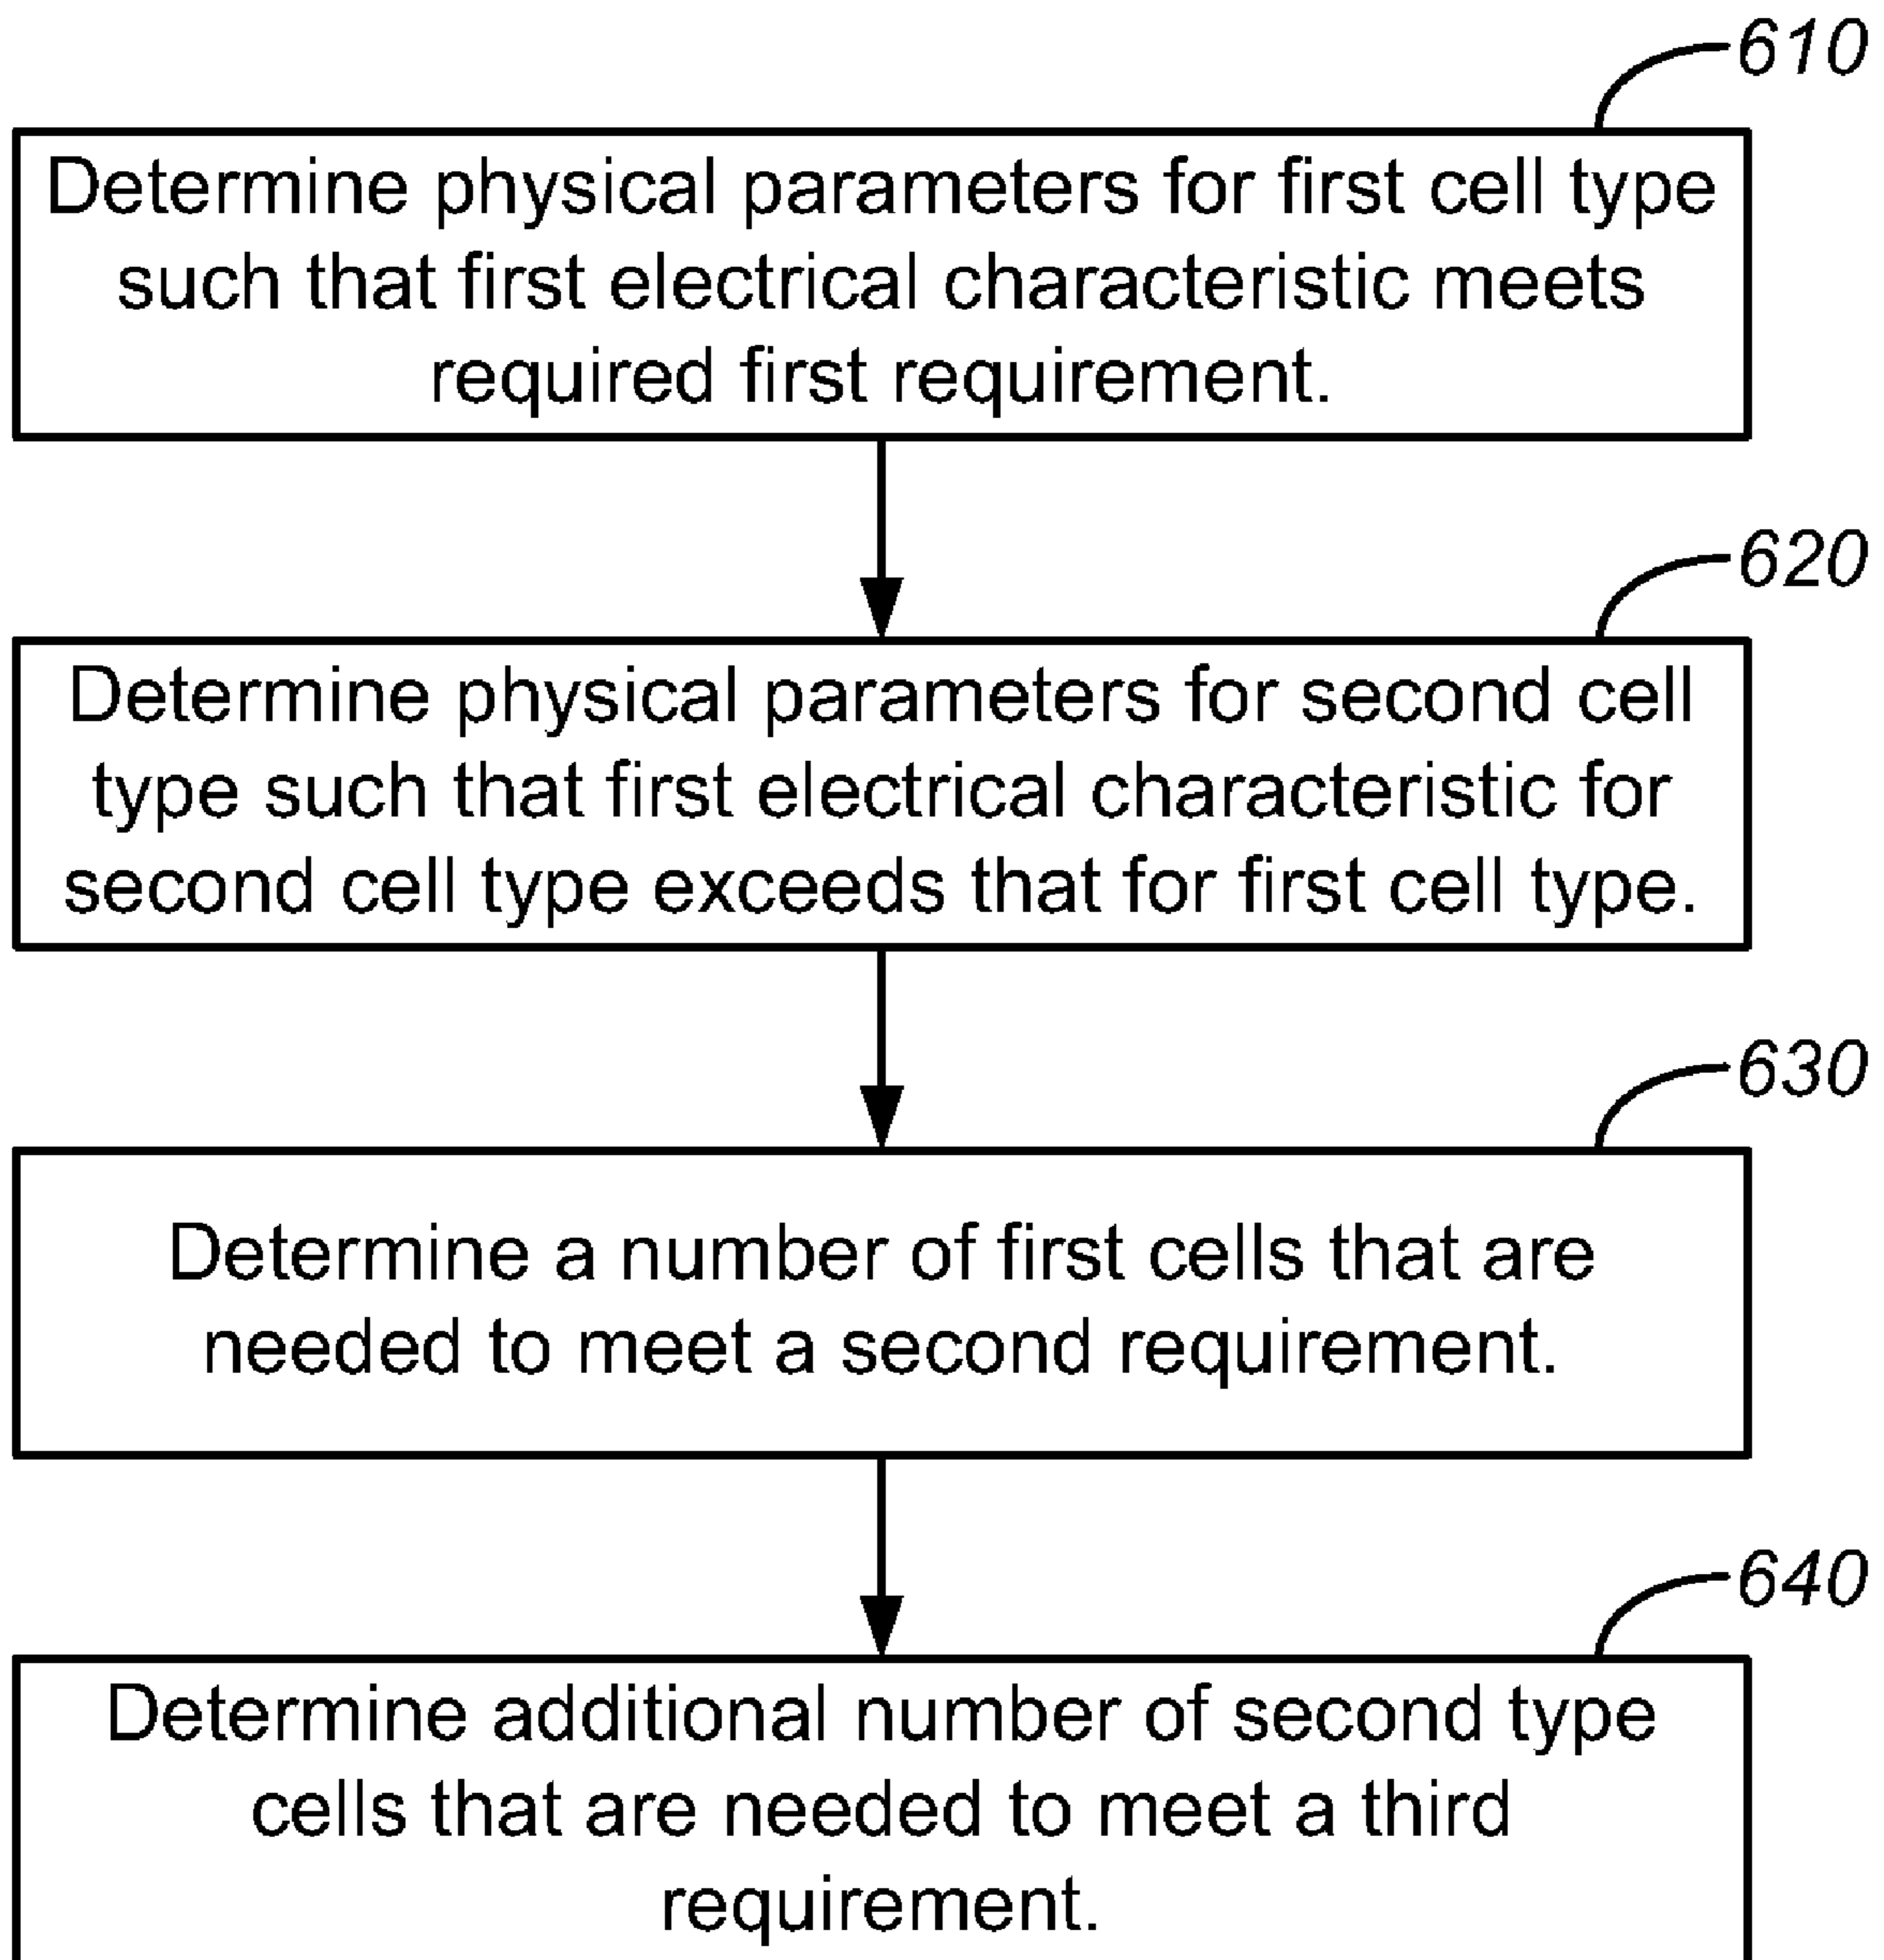 610
Determine physical parameters for first cell type
such that first electrical characteristic meets
required first requirement.
620
Determine physical parameters for second cell
type such that first electrical characteristic for
second cell type exceeds that for first cell type.
630
Determine a number of first cells that are
needed to meet a second requirement.
640
Determine additional number of second type
cells that are needed to meet a third
requirement.